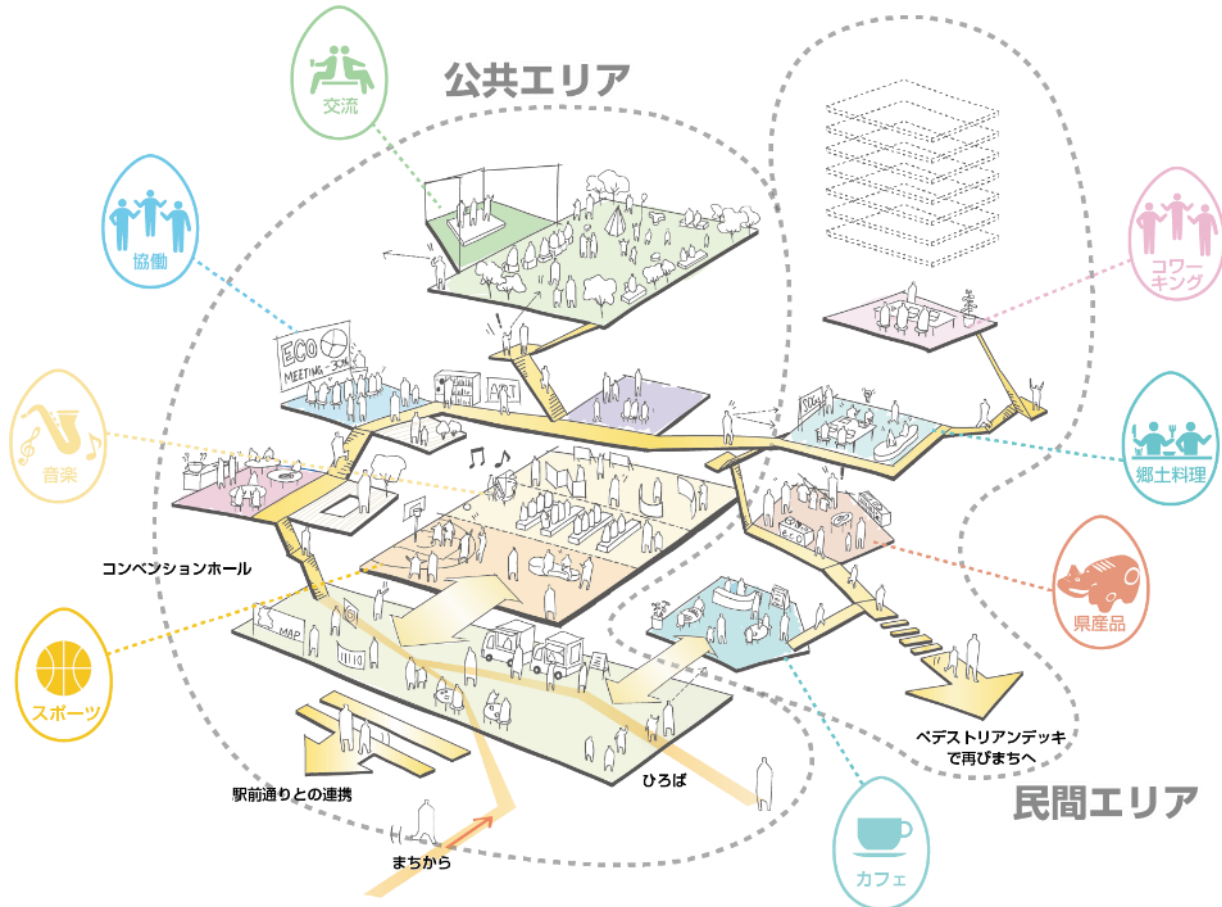 公共エリア
交流
協働
コワー
キング
ECO
MEETING -30%
ART
SDGs
音楽
郷土料理
コンベンションホール
県産品
MAP
スポーツ
ペデストリアンデッキ
で再びまちへ
駅前通りとの連携
ひろば
民間エリア
まちから
カフェ